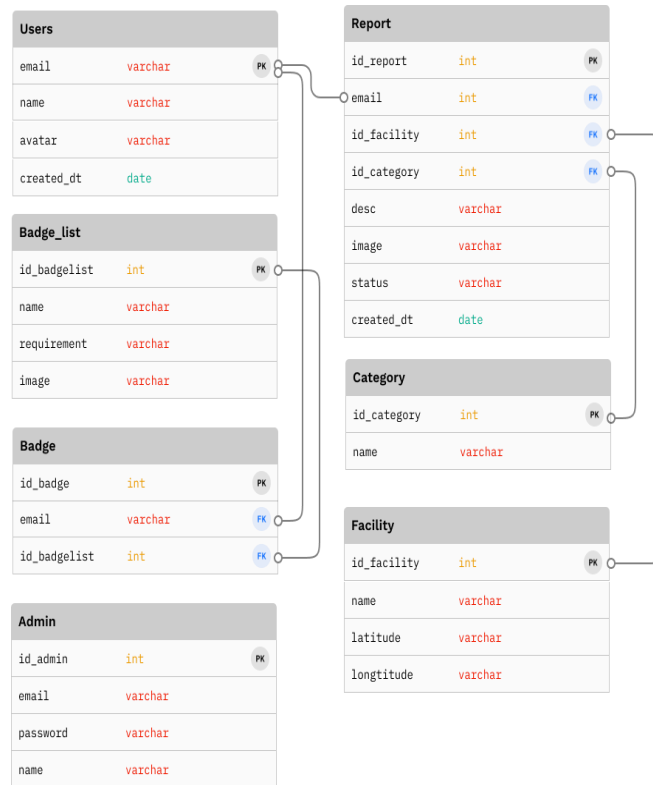 Users
email varchar PK
name varchar
avatar varchar
created_dt date
Badge_list
id_badgelist int PK
name varchar
requirement varchar
image varchar
Badge
id_badge int PK
email varchar FK
id_badgelist int FK
Admin
id_admin int PK
email varchar
password varchar
name varchar
Report
id_report int PK
email int FK
id_facility int FK
id_category int FK
desc varchar
image varchar
status varchar
created_dt date
Category
id_category int PK
name varchar
Facility
id_facility int PK
name varchar
latitude varchar
longtitude varchar